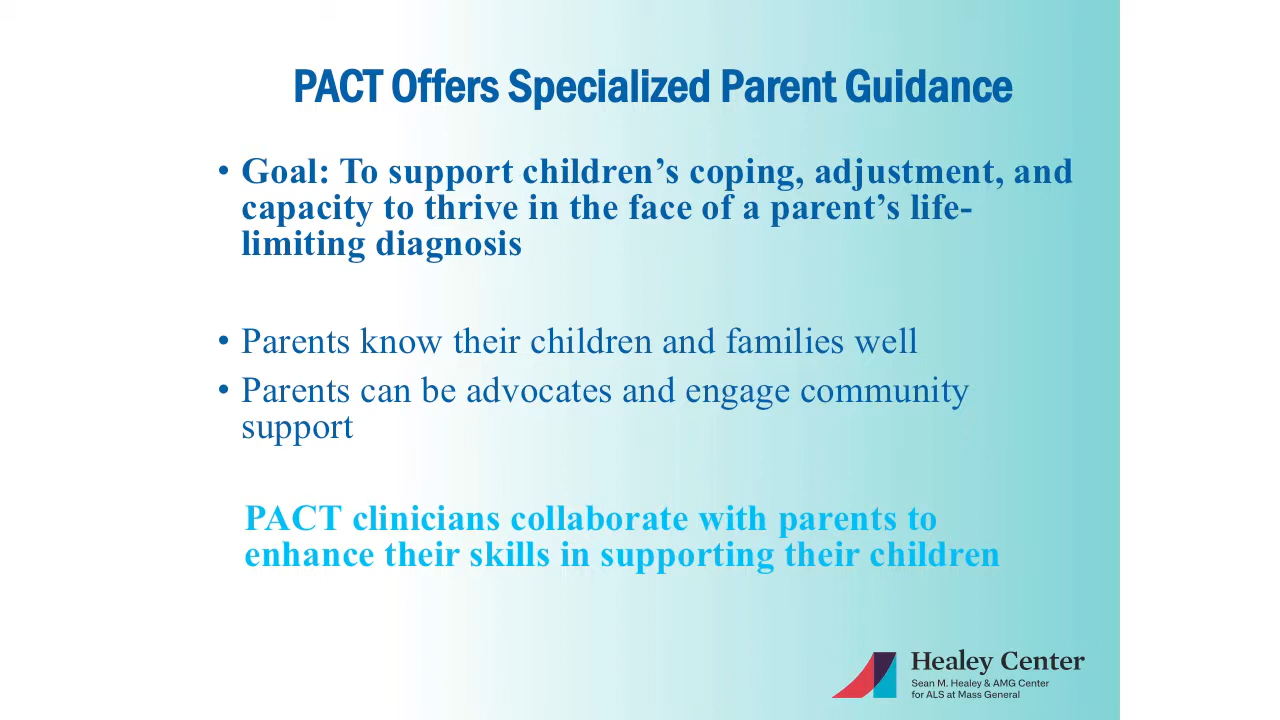 PACT Offers Specialized Parent Guidance
• Goal: To support children’s coping, adjustment, and
capacity to thrive in the face of a parent’s life-
limiting diagnosis
• Parents know their children and families well
• Parents can be advocates and engage community
support
PACT clinicians collaborate with parents to
enhance their skills in supporting their children
Healey Center
Sean M. Healey & AMG Center
for ALS at Mass General